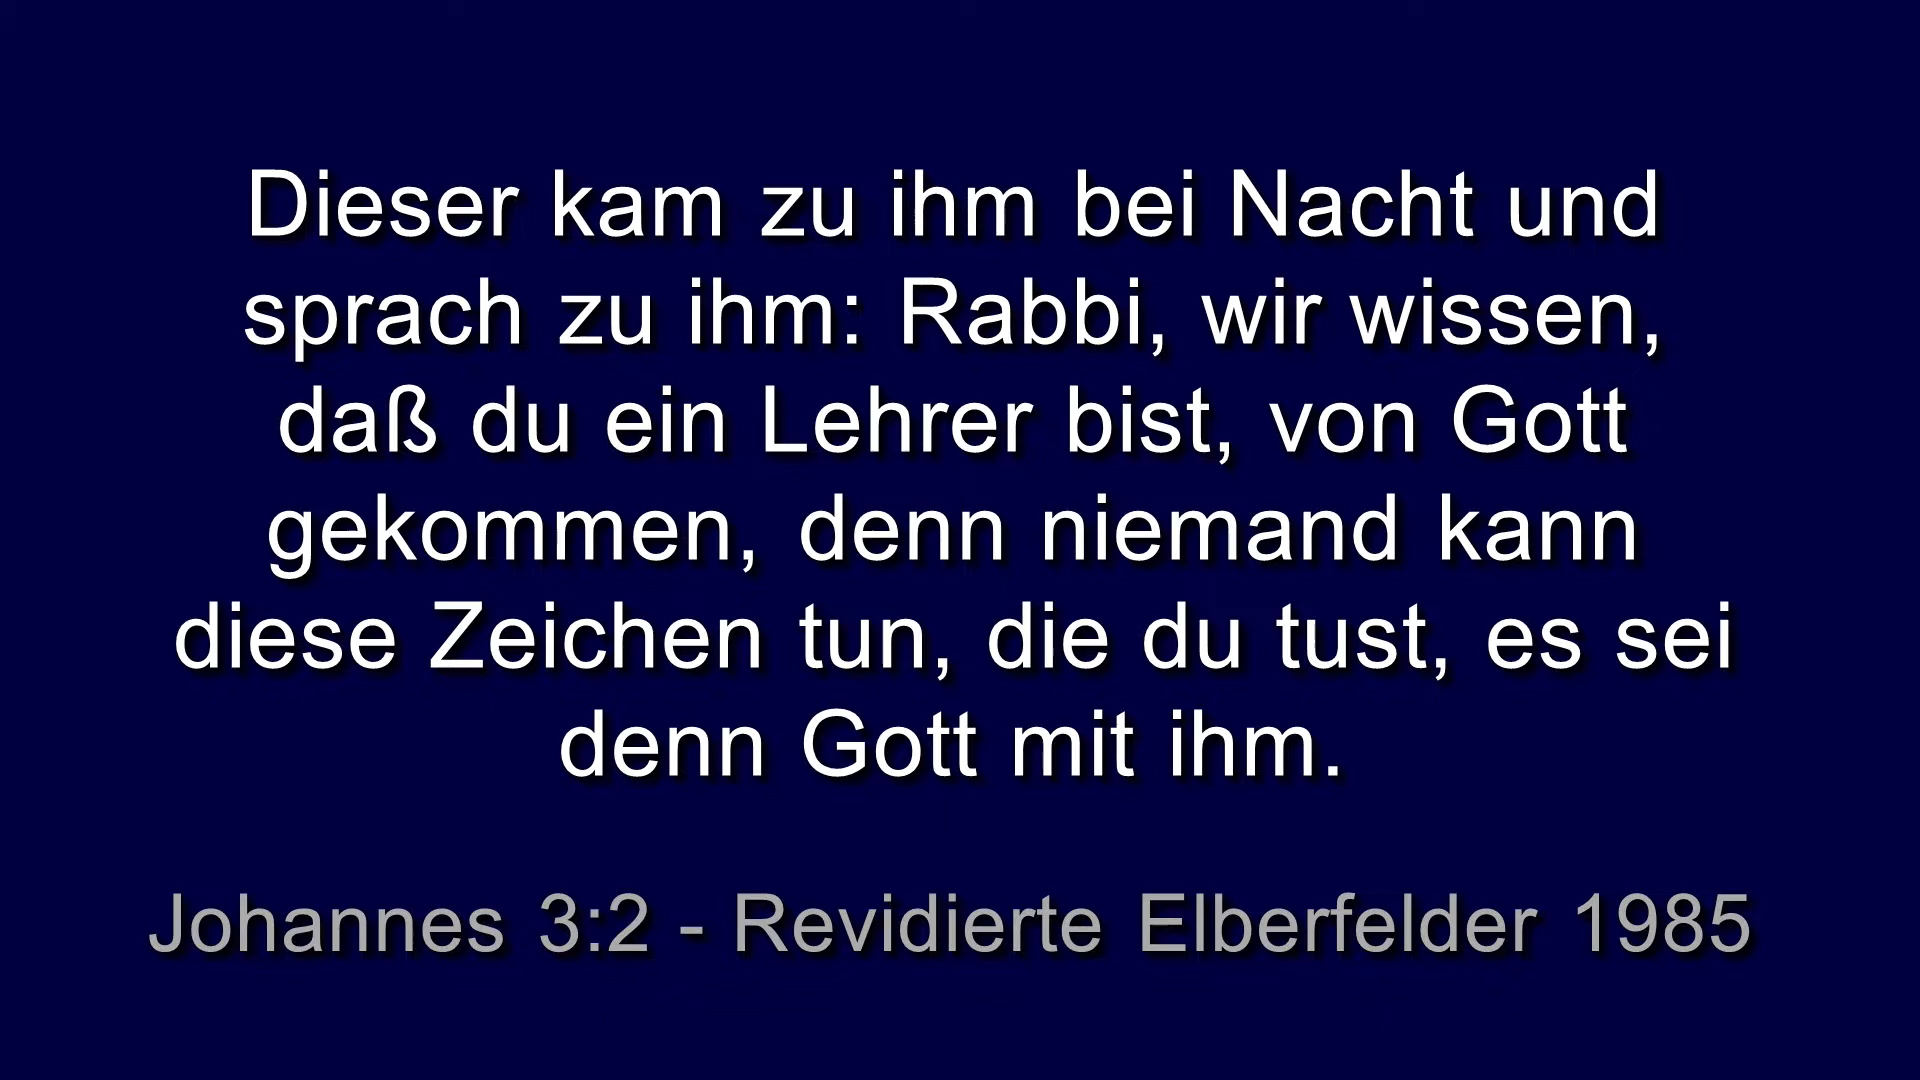 Dieser kam zu ihm bei Nacht und
sprach zu ihm: Rabbi, wir wissen,
daß du ein Lehrer bist, von Gott
gekommen, denn niemand kann
diese Zeichen tun, die du tust, es sei
denn Gott mit ihm.
Johannes 3:2 - Revidierte Elberfelder 1985